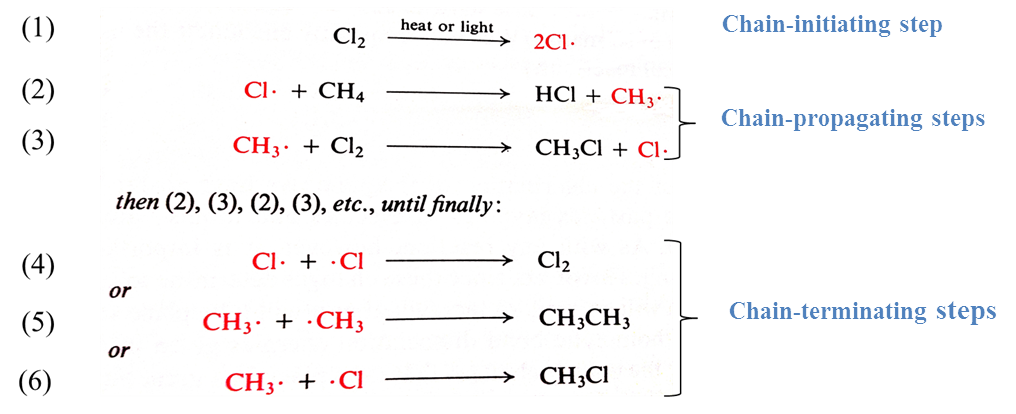 (1) Cl₂ heat or light → 2Cl· Chain-initiating step
(2) Cl· + CH₄ → HCl + CH₃·
Chain-propagating steps
(3) CH₃· + Cl₂ → CH₃Cl + Cl·
then (2), (3), (2), (3), etc., until finally:
(4) Cl· + ·Cl → Cl₂
or
(5) CH₃· + ·CH₃ → CH₃CH₃ Chain-terminating steps
or
(6) CH₃· + ·Cl → CH₃Cl